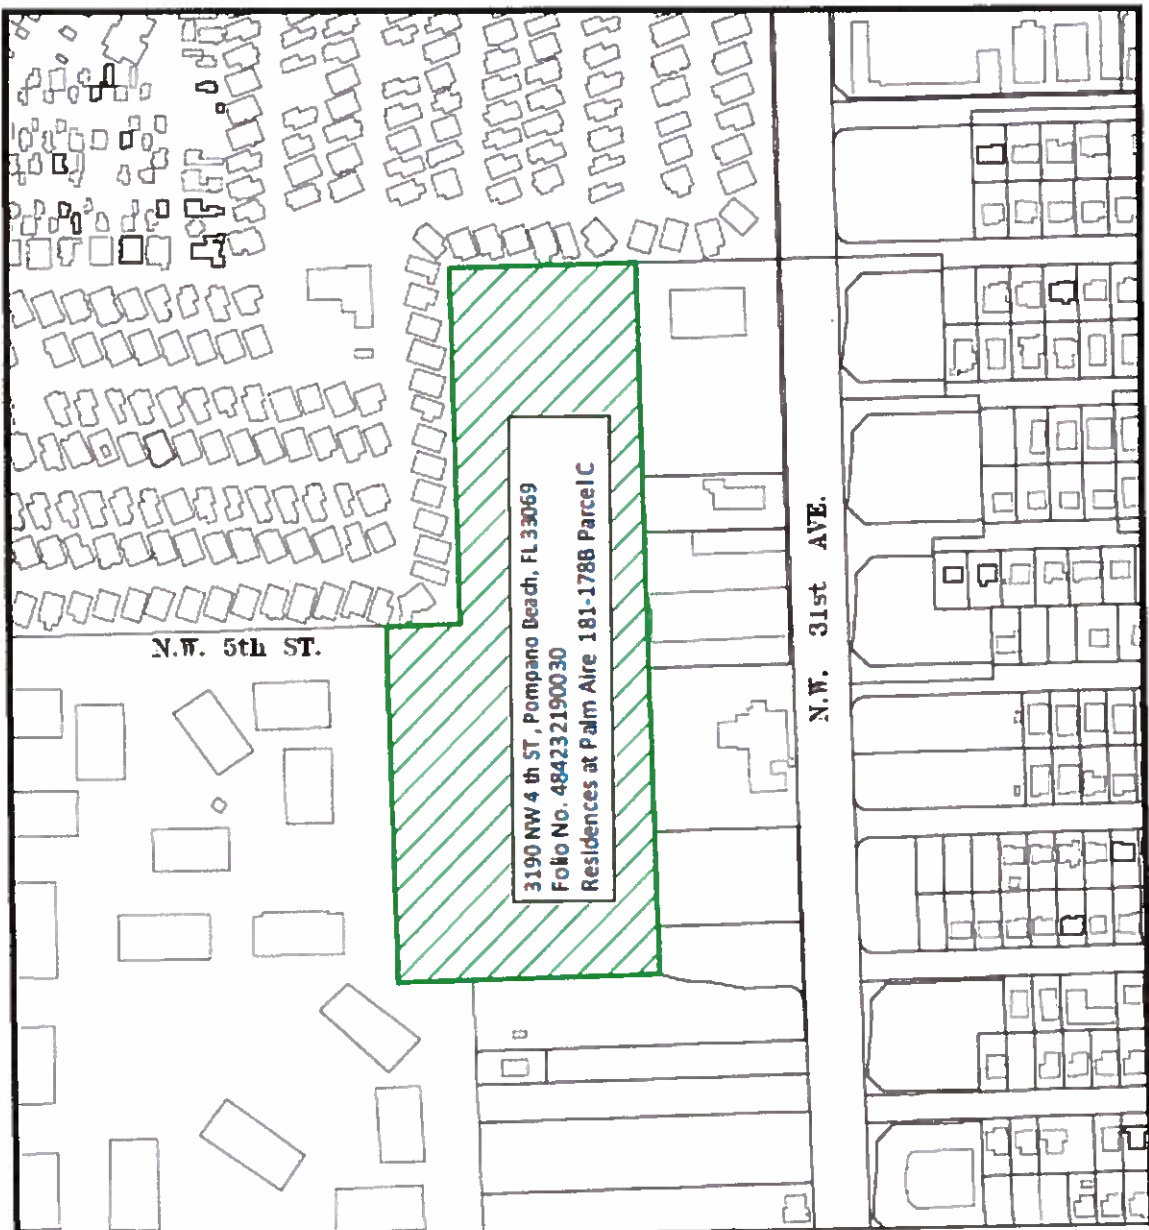 3190 NW 4 th ST, Pompano Beach, FL 33069
Folio No. 484232190030
Residences at Palm Aire 181-178B Parcel C
N.W. 5th ST.
N.W. 31st AVE.